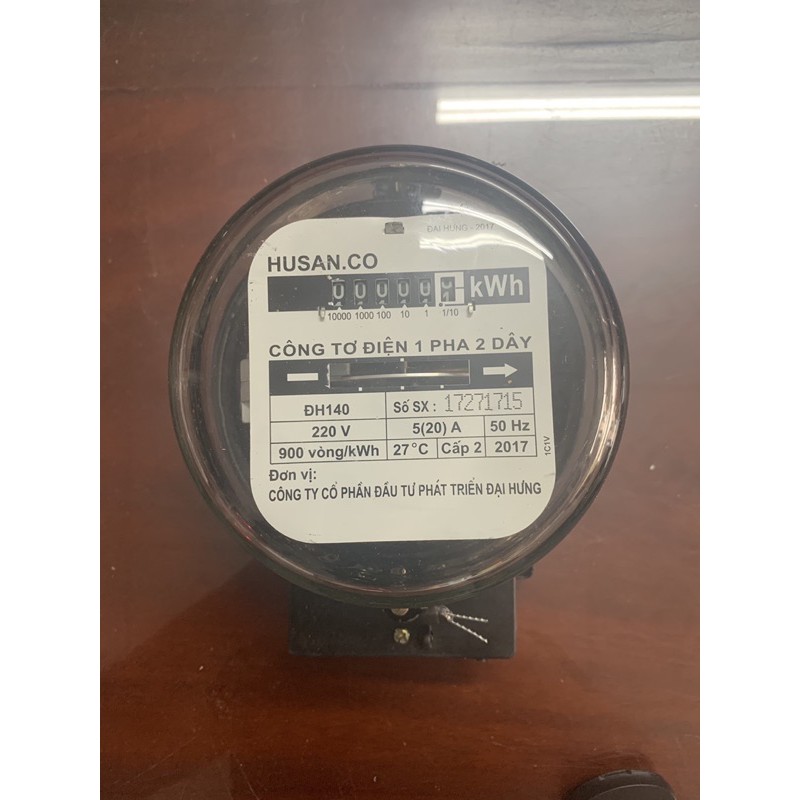 ĐẠI HƯNG - 2017
HUSAN.CO
00000 kWh
10000 1000 100 10 1 1/10
CÔNG TƠ ĐIỆN 1 PHA 2 DÂY
ĐH140 Số SX : 17271715
220 V 5(20) A 50 Hz
900 vòng/kWh 27°C Cấp 2 2017
1C1V
Đơn vị:
CÔNG TY CỔ PHẦN ĐẦU TƯ PHÁT TRIỂN ĐẠI HƯNG